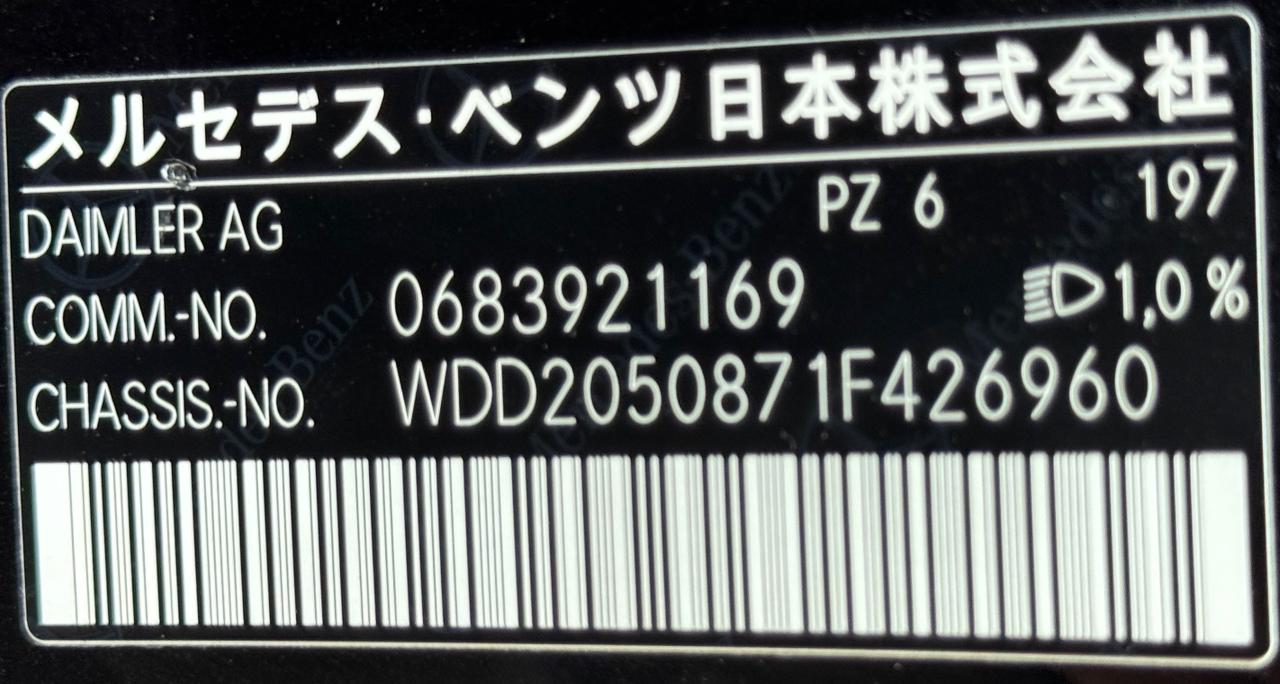 メルセデス・ベンツ日本株式会社
DAIMLER AG PZ 6 197
COMM.-NO. 0683921169 1,0 %
CHASSIS.-NO. WDD2050871F426960